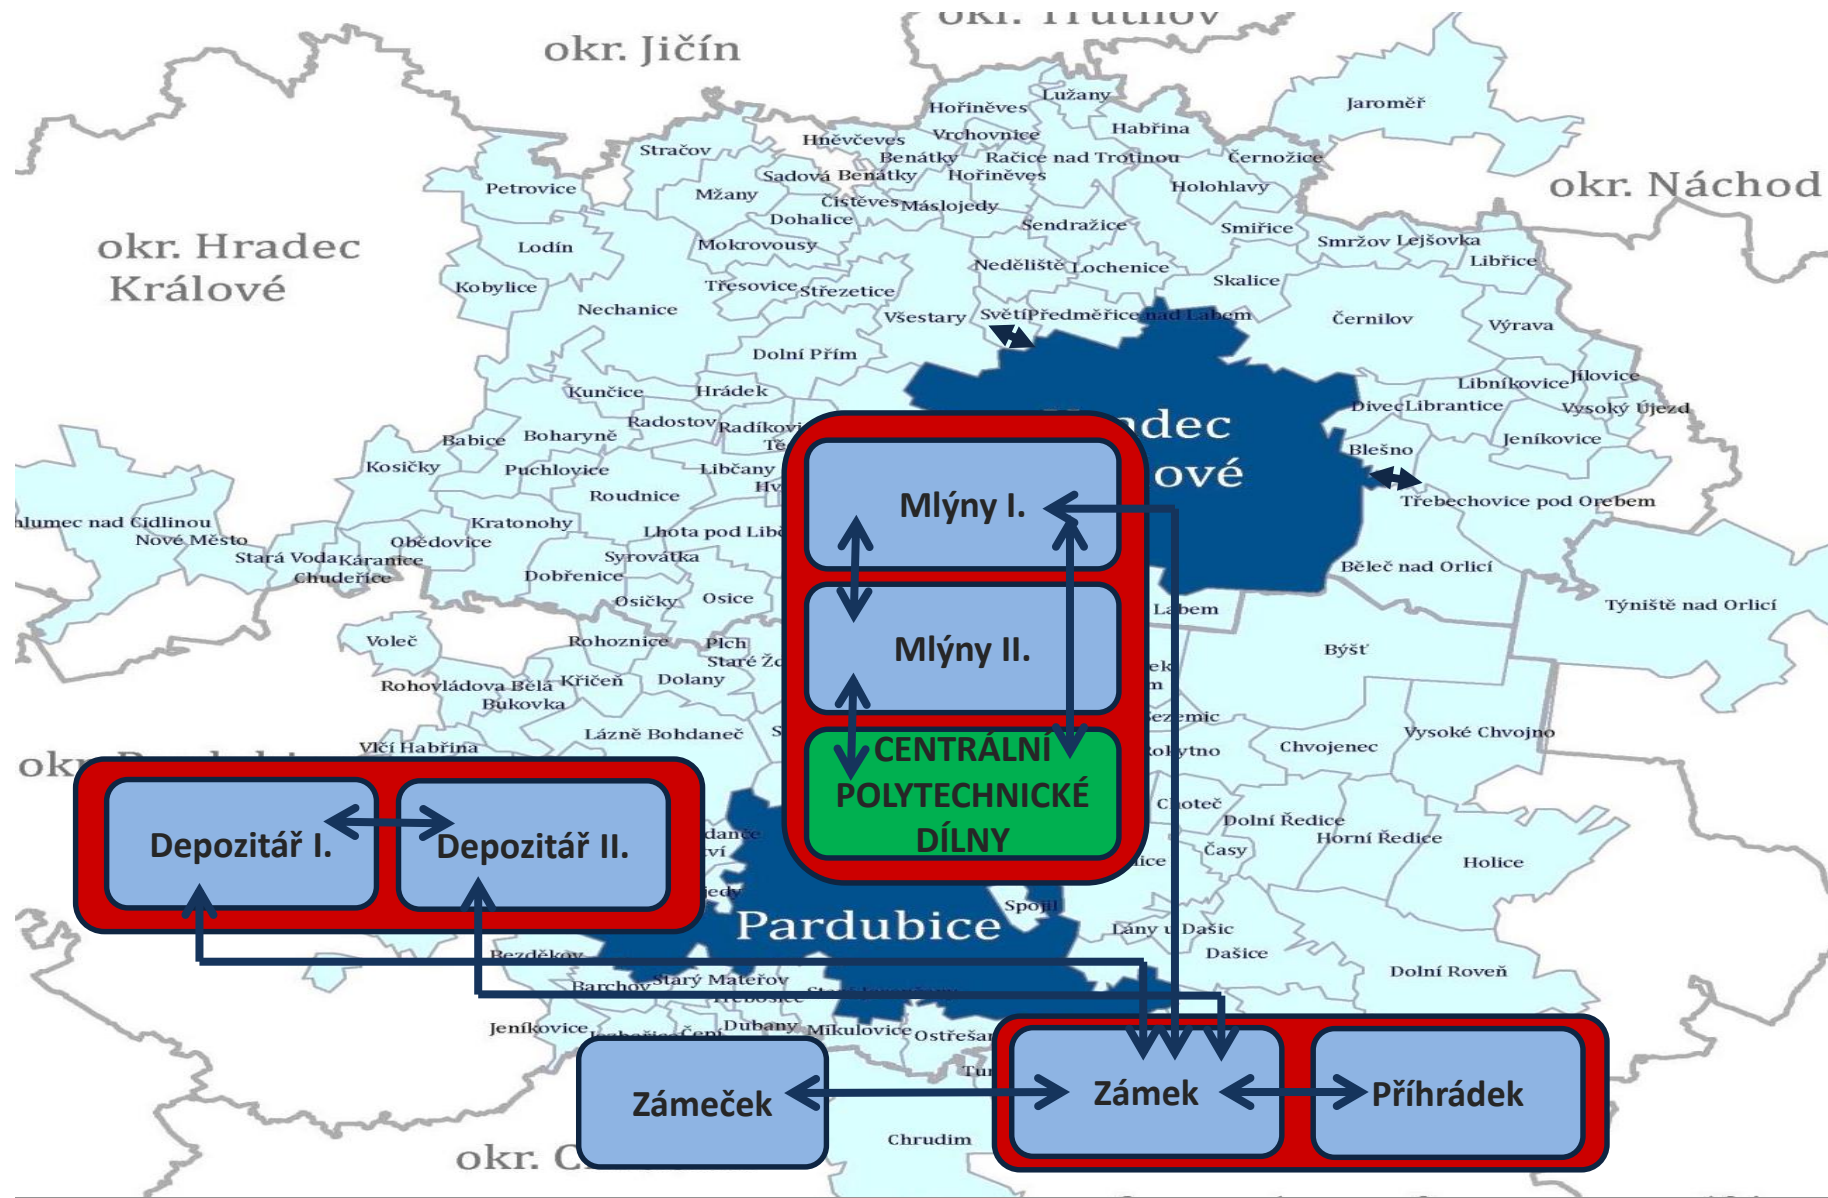 okr. Trutnov
okr. Jičín
Lužany
Hořiněves
Jaroměř
Habřina
Vrchovnice
Hněvčeves
Stračov
Benátky
Račice nad Trotinou
Černožice
Sadová
Benátky
Hořiněves
Petrovice
Mžany
Holohlavy
okr. Náchod
Čistěves
Máslojedy
Dohalice
Sendražice
Smiřice
okr. Hradec
Králové
Lodín
Mokrovousy
Smržov
Lejšovka
Libřice
Neděliště
Lochenice
Skalice
Kobylice
Třesovice
Střezetice
Nechanice
Všestary
Světí
Předměřice nad Labem
Černilov
Výrava
Dolní Přím
Kunčice
Hrádek
Libníkovice
Jílovice
Divec
Librantice
Vysoký Újezd
Radostov
Babice
Boharyně
Jeníkovice
Blešno
Kosičky
Puchlovice
Libčany
Roudnice
Mlýny I.
Třebechovice pod Orebem
Nové Město
Kratonohy
Obědovice
Stará Voda
Káranice
Chudeřice
Syrovátka
Dobřenice
Běleč nad Orlicí
Osičky
Osice
Labem
Týniště nad Orlicí
Voleč
Rohoznice
Plch
Mlýny II.
Býšť
Rohovládova Bělá
Křičeň
Dolany
Bukovka
Lázně Bohdaneč
Vlčí Habřina
Chvojenec
Vysoké Chvojno
CENTRÁLNÍ
POLYTECHNICKÉ
DÍLNY
Choteč
Dolní Ředice
Horní Ředice
Časy
Holice
Depozitář I.
Depozitář II.
Spojil
Pardubice
Lány u Dašic
Dašice
Bezděkov
Dolní Roveň
Starý Mateřov
Barchov
Jeníkovice
Dubany
Mikulovice
Zámeček
Zámek
Příhrádek
Chrudim